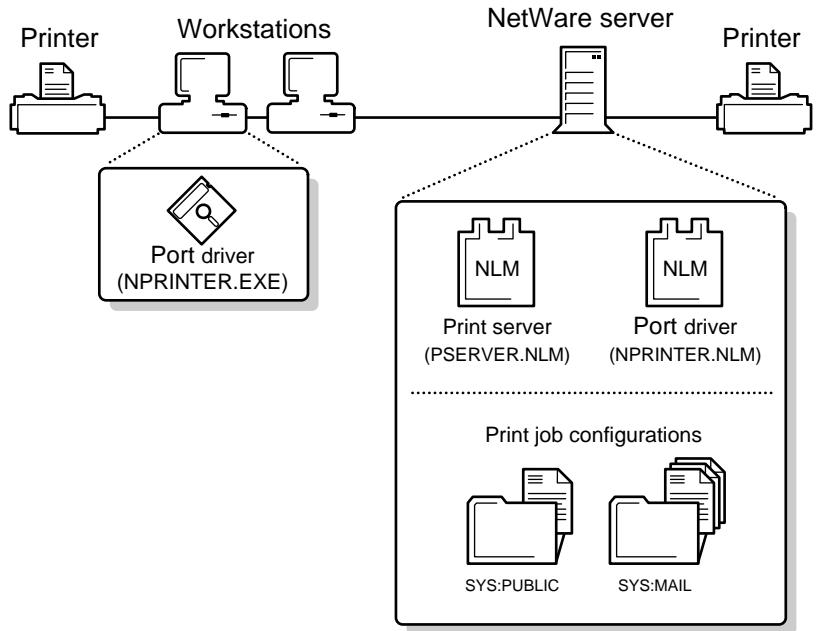 Printer
Workstations
NetWare server
Printer
Port driver
(NPRINTER.EXE)
NLM
NLM
Print server
(PSERVER.NLM)
Port driver
(NPRINTER.NLM)
Print job configurations
SYS:PUBLIC
SYS:MAIL